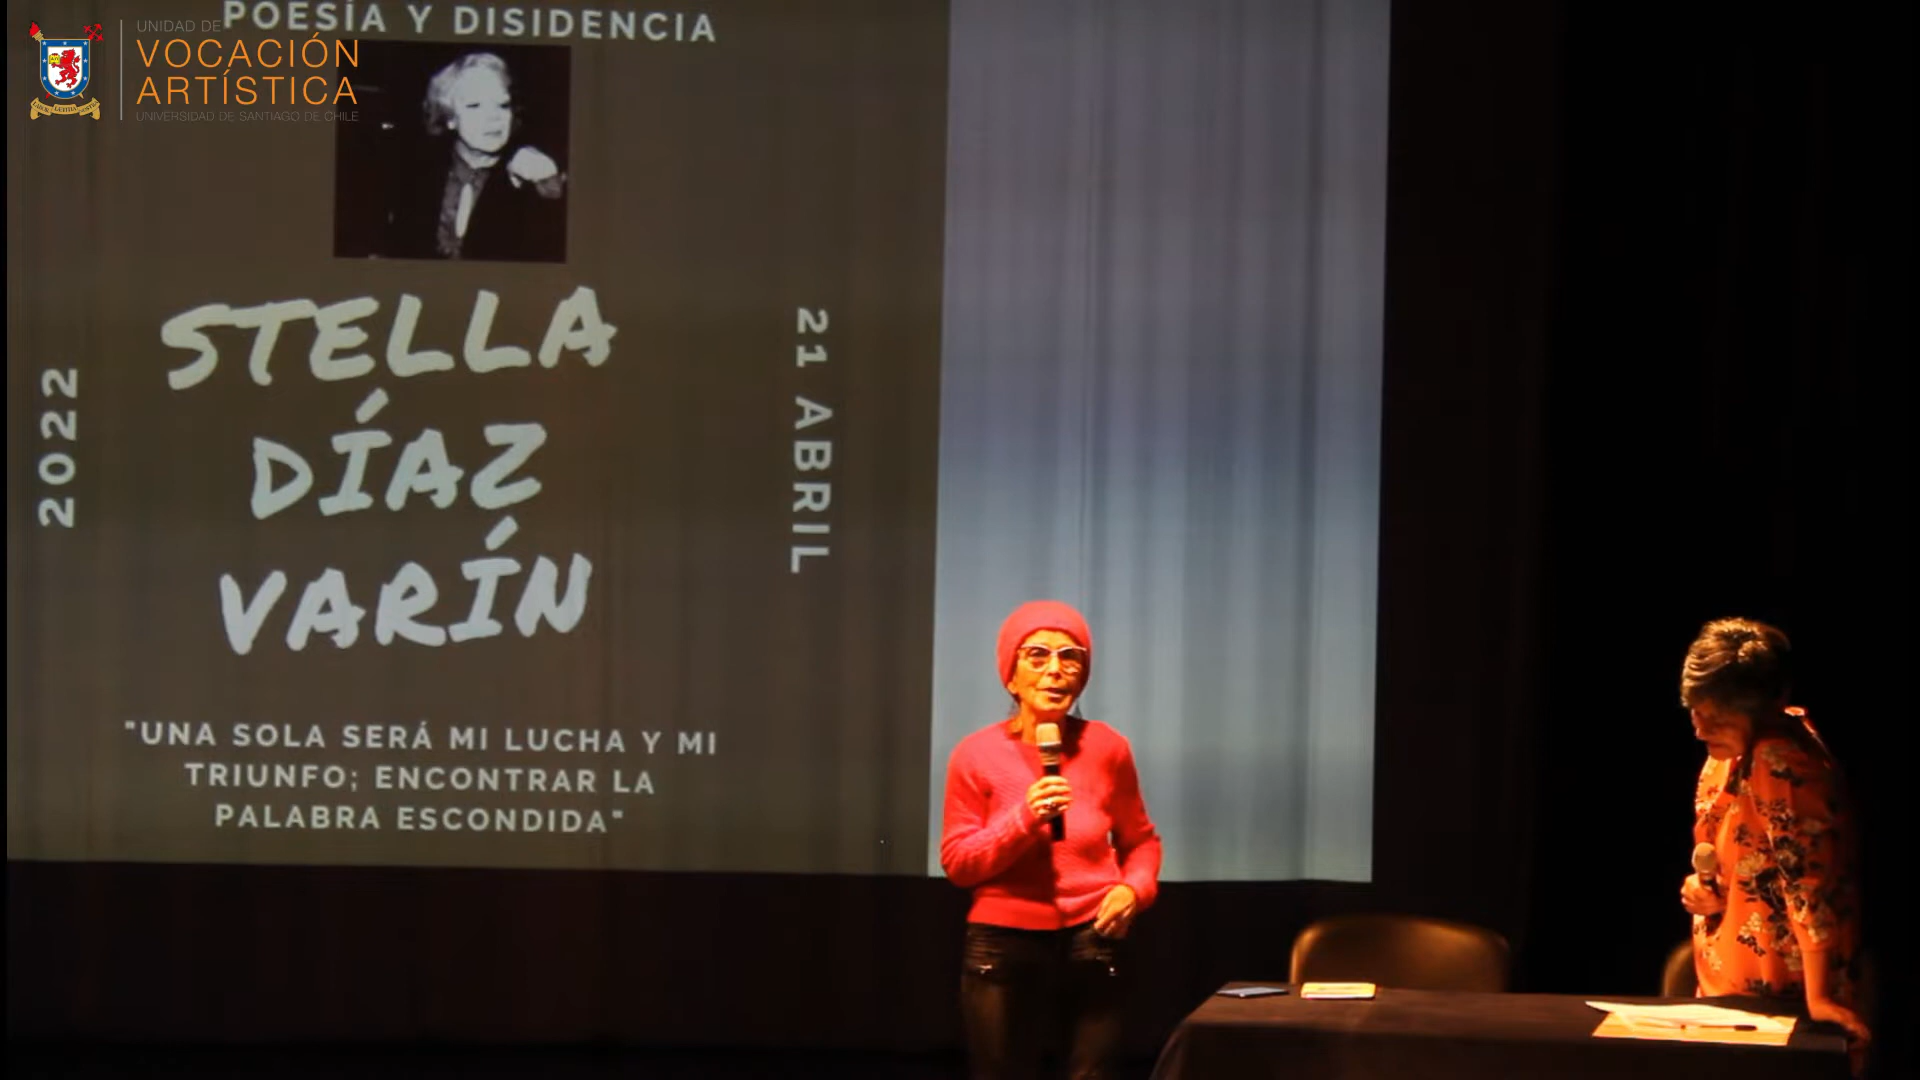 POESÍA Y DISIDENCIA
UNIDAD DE
VOCACIÓN
ARTÍSTICA
UNIVERSIDAD DE SANTIAGO DE CHILE
STELLA
DÍAZ
VARÍN
2022
21 ABRIL
"UNA SOLA SERÁ MI LUCHA Y MI
TRIUNFO; ENCONTRAR LA
PALABRA ESCONDIDA"